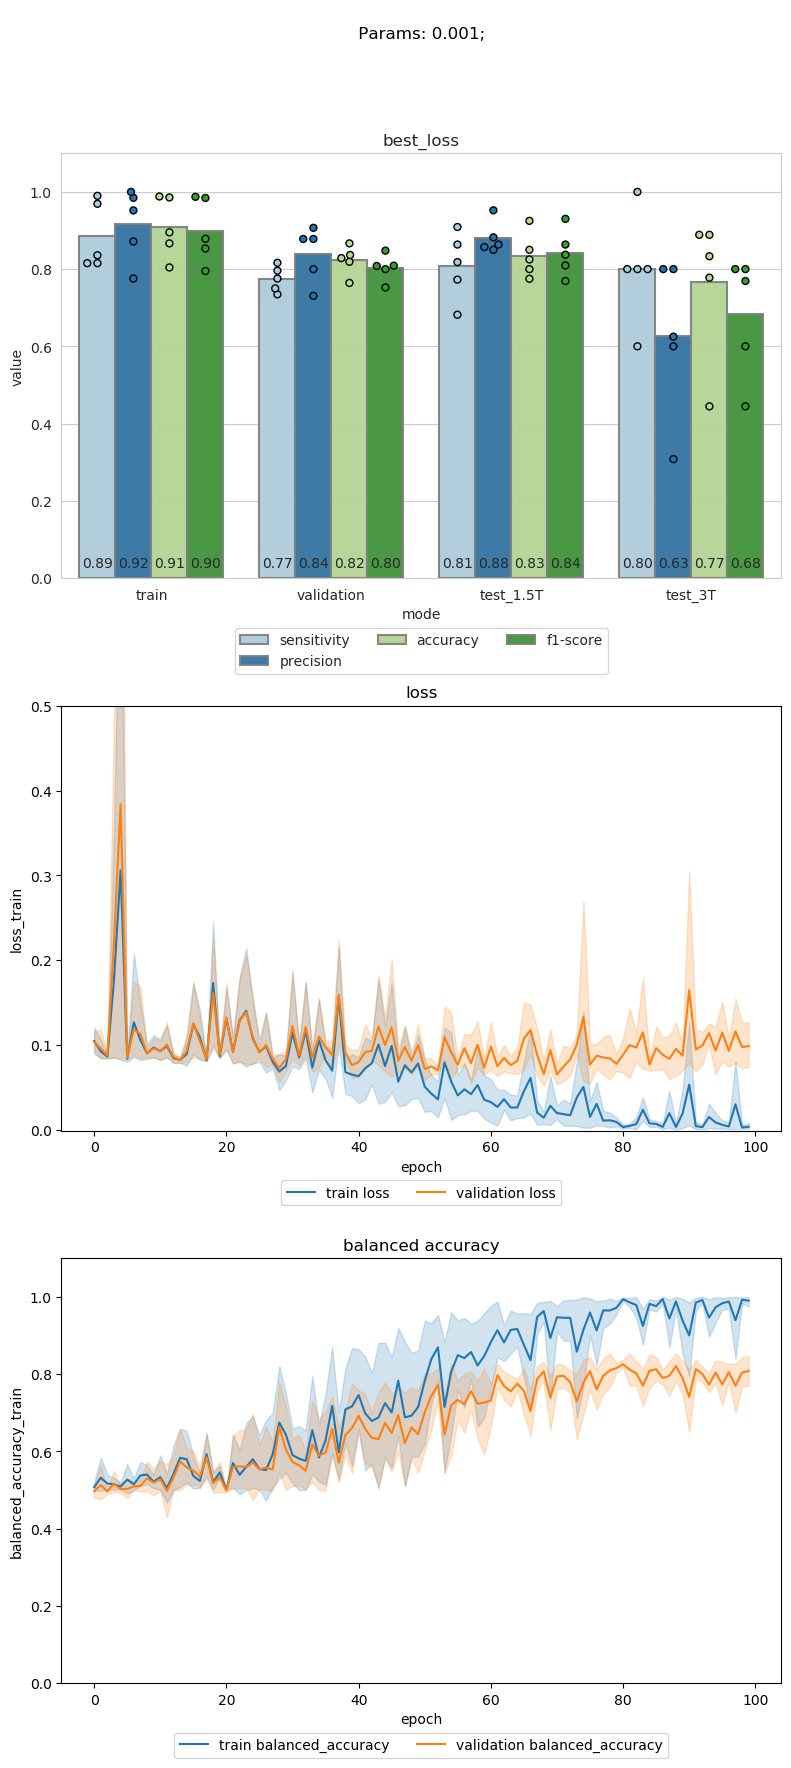 Params: 0.001;
best_loss
value
1.0
0.8
0.6
0.4
0.2
0.0
0.89 0.92 0.91 0.90 0.77 0.84 0.82 0.80 0.81 0.88 0.83 0.84 0.80 0.63 0.77 0.68
train validation test_1.5T test_3T
mode
sensitivity accuracy f1-score
precision
loss
loss_train
0.5
0.4
0.3
0.2
0.1
0.0
0 20 40 60 80 100
epoch
train loss validation loss
balanced accuracy
balanced_accuracy_train
1.0
0.8
0.6
0.4
0.2
0.0
0 20 40 60 80 100
epoch
train balanced_accuracy validation balanced_accuracy